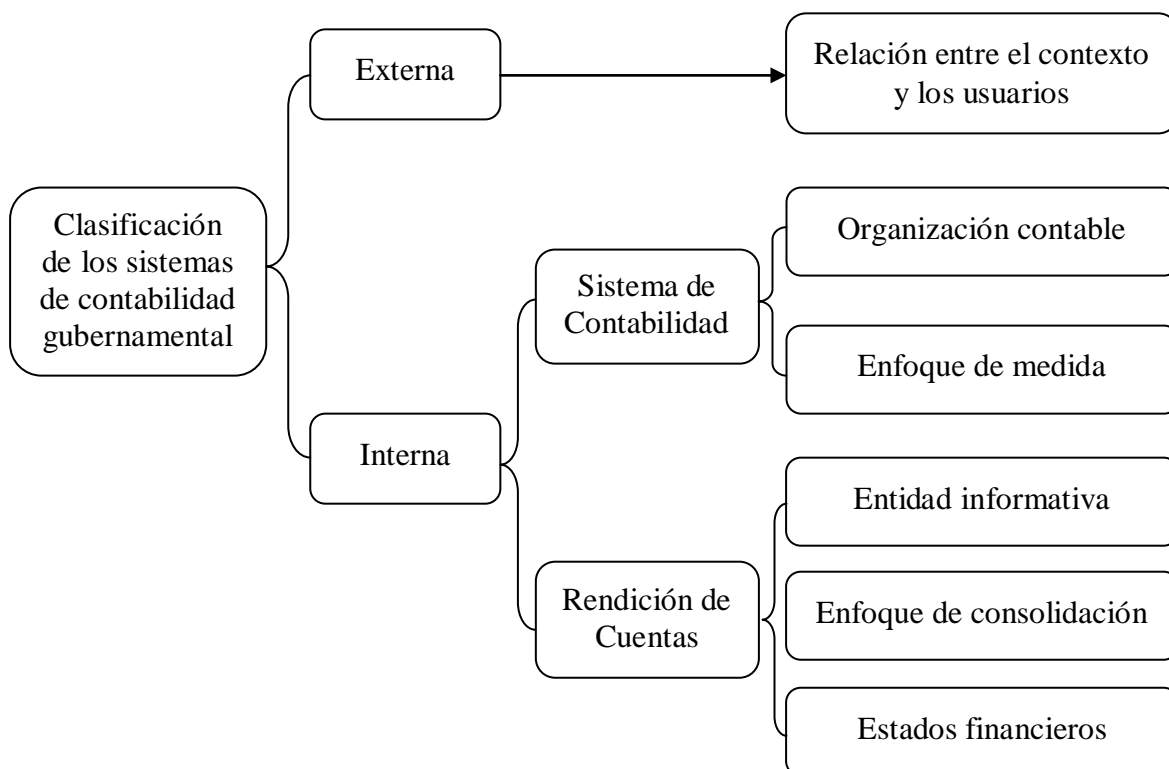 Externa
Relación entre el contexto
y los usuarios
Clasificación
de los sistemas
de contabilidad
gubernamental
Organización contable
Sistema de
Contabilidad
Enfoque de medida
Interna
Entidad informativa
Rendición de
Cuentas
Enfoque de consolidación
Estados financieros